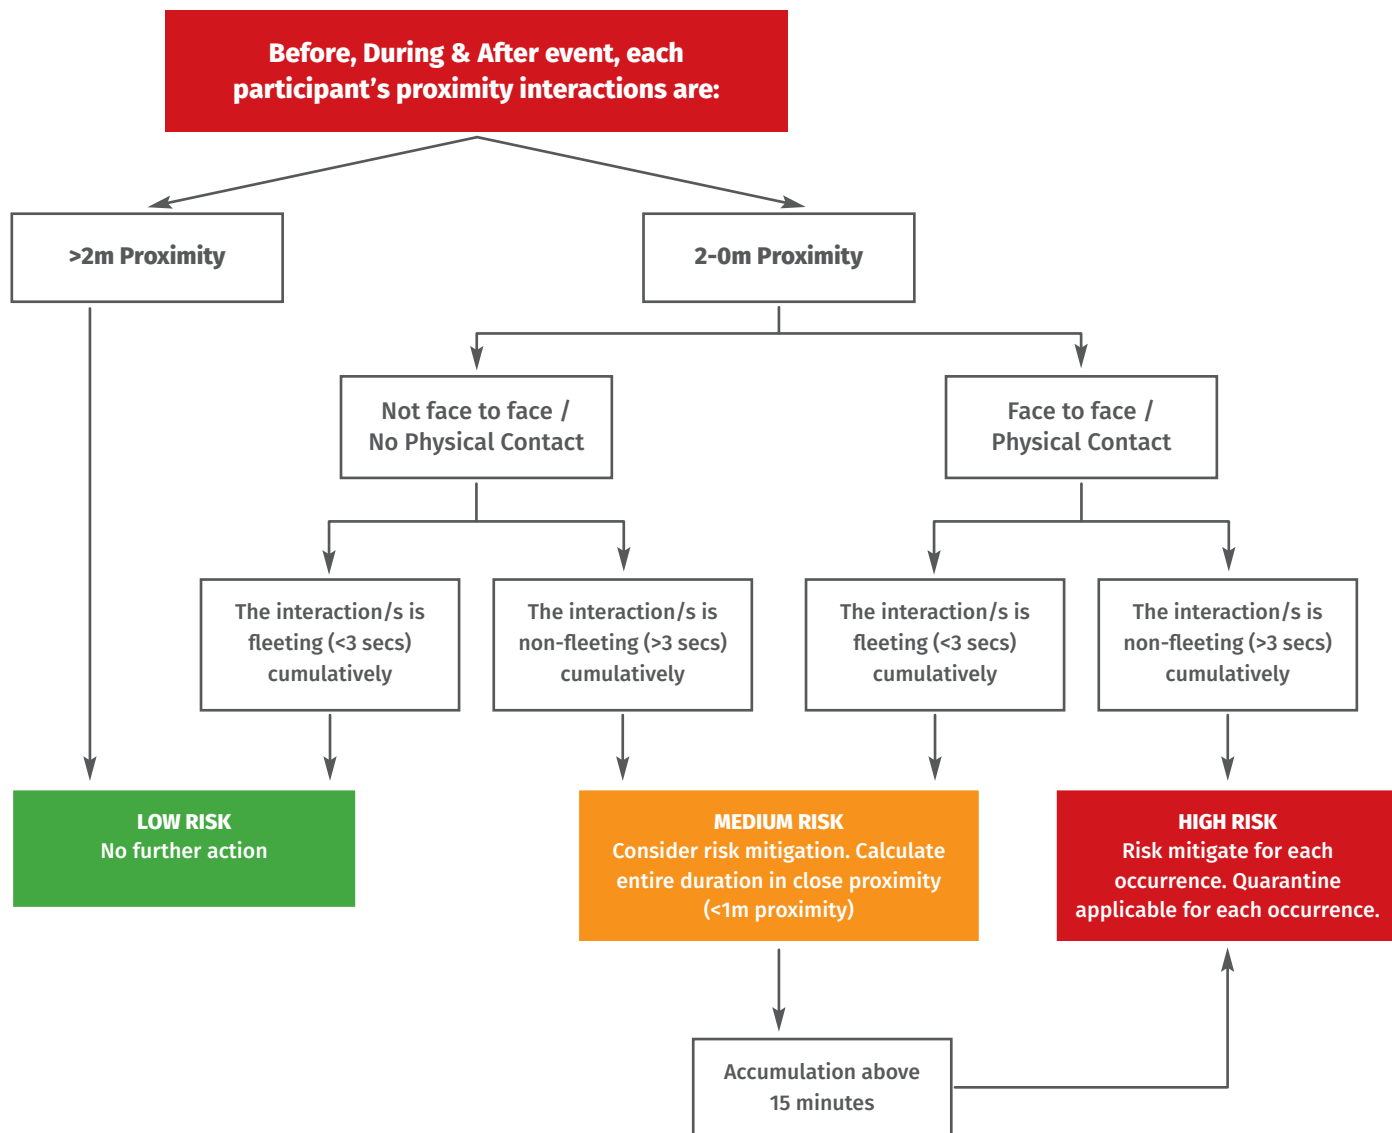 Before, During & After event, each
participant’s proximity interactions are:
>2m Proximity
2-0m Proximity
Not face to face /
No Physical Contact
Face to face /
Physical Contact
The interaction/s is
fleeting (<3 secs)
cumulatively
The interaction/s is
non-fleeting (>3 secs)
cumulatively
The interaction/s is
fleeting (<3 secs)
cumulatively
The interaction/s is
non-fleeting (>3 secs)
cumulatively
LOW RISK
No further action
MEDIUM RISK
Consider risk mitigation. Calculate
entire duration in close proximity
(<1m proximity)
HIGH RISK
Risk mitigate for each
occurrence. Quarantine
applicable for each occurrence.
Accumulation above
15 minutes